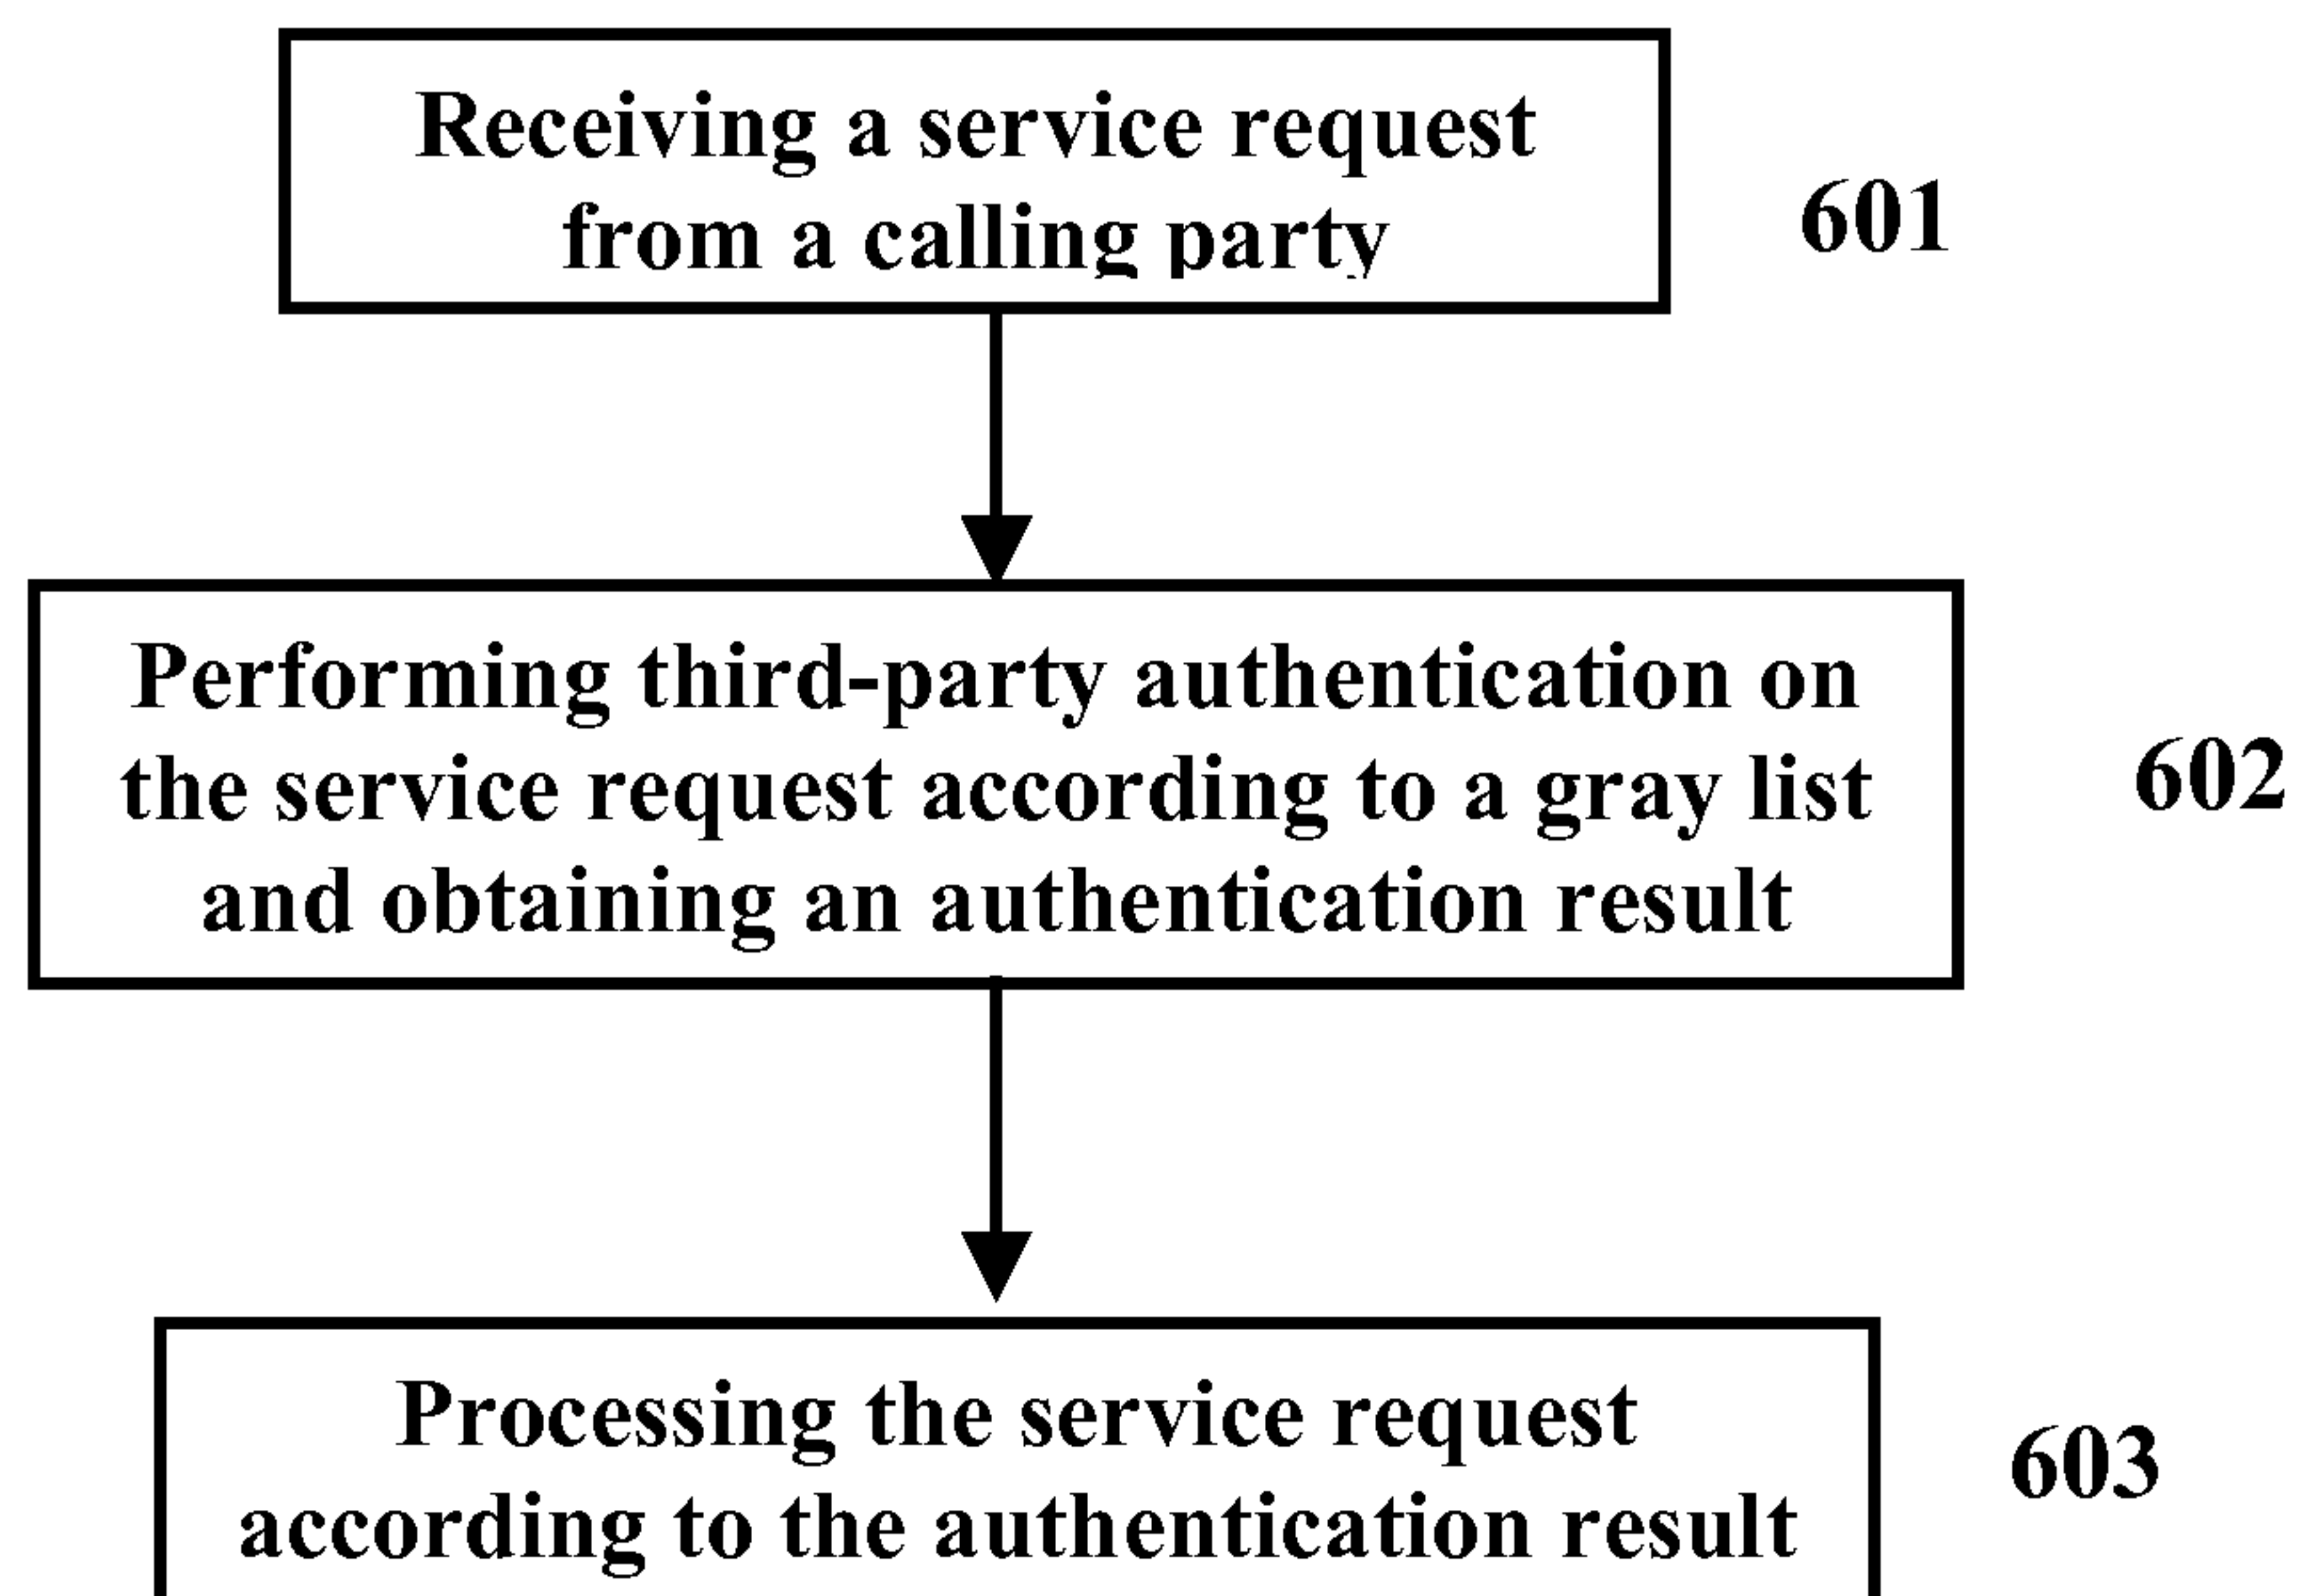 Receiving a service request
from a calling party
601
Performing third-party authentication on
the service request according to a gray list
and obtaining an authentication result
602
Processing the service request
according to the authentication result
603